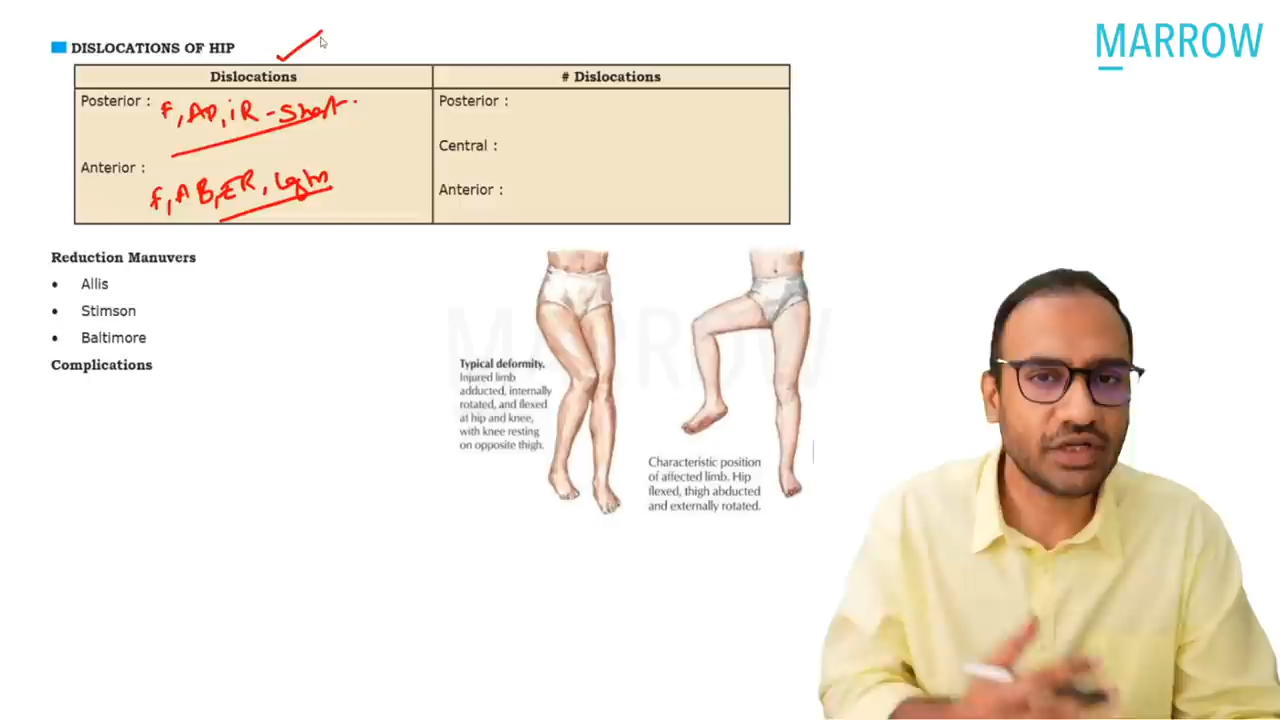 MARROW
DISLOCATIONS OF HIP
Dislocations
# Dislocations
Posterior : F, AD, iR - Short.
Anterior : F, AB, ER, Legtn
Posterior :
Central :
Anterior :
Reduction Manuvers
• Allis
• Stimson
• Baltimore
Complications
MARROW
Typical deformity.
Injured limb
adducted, internally
rotated, and flexed
at hip and knee,
with knee resting
on opposite thigh.
Characteristic position
of affected limb. Hip
flexed, thigh abducted
and externally rotated.